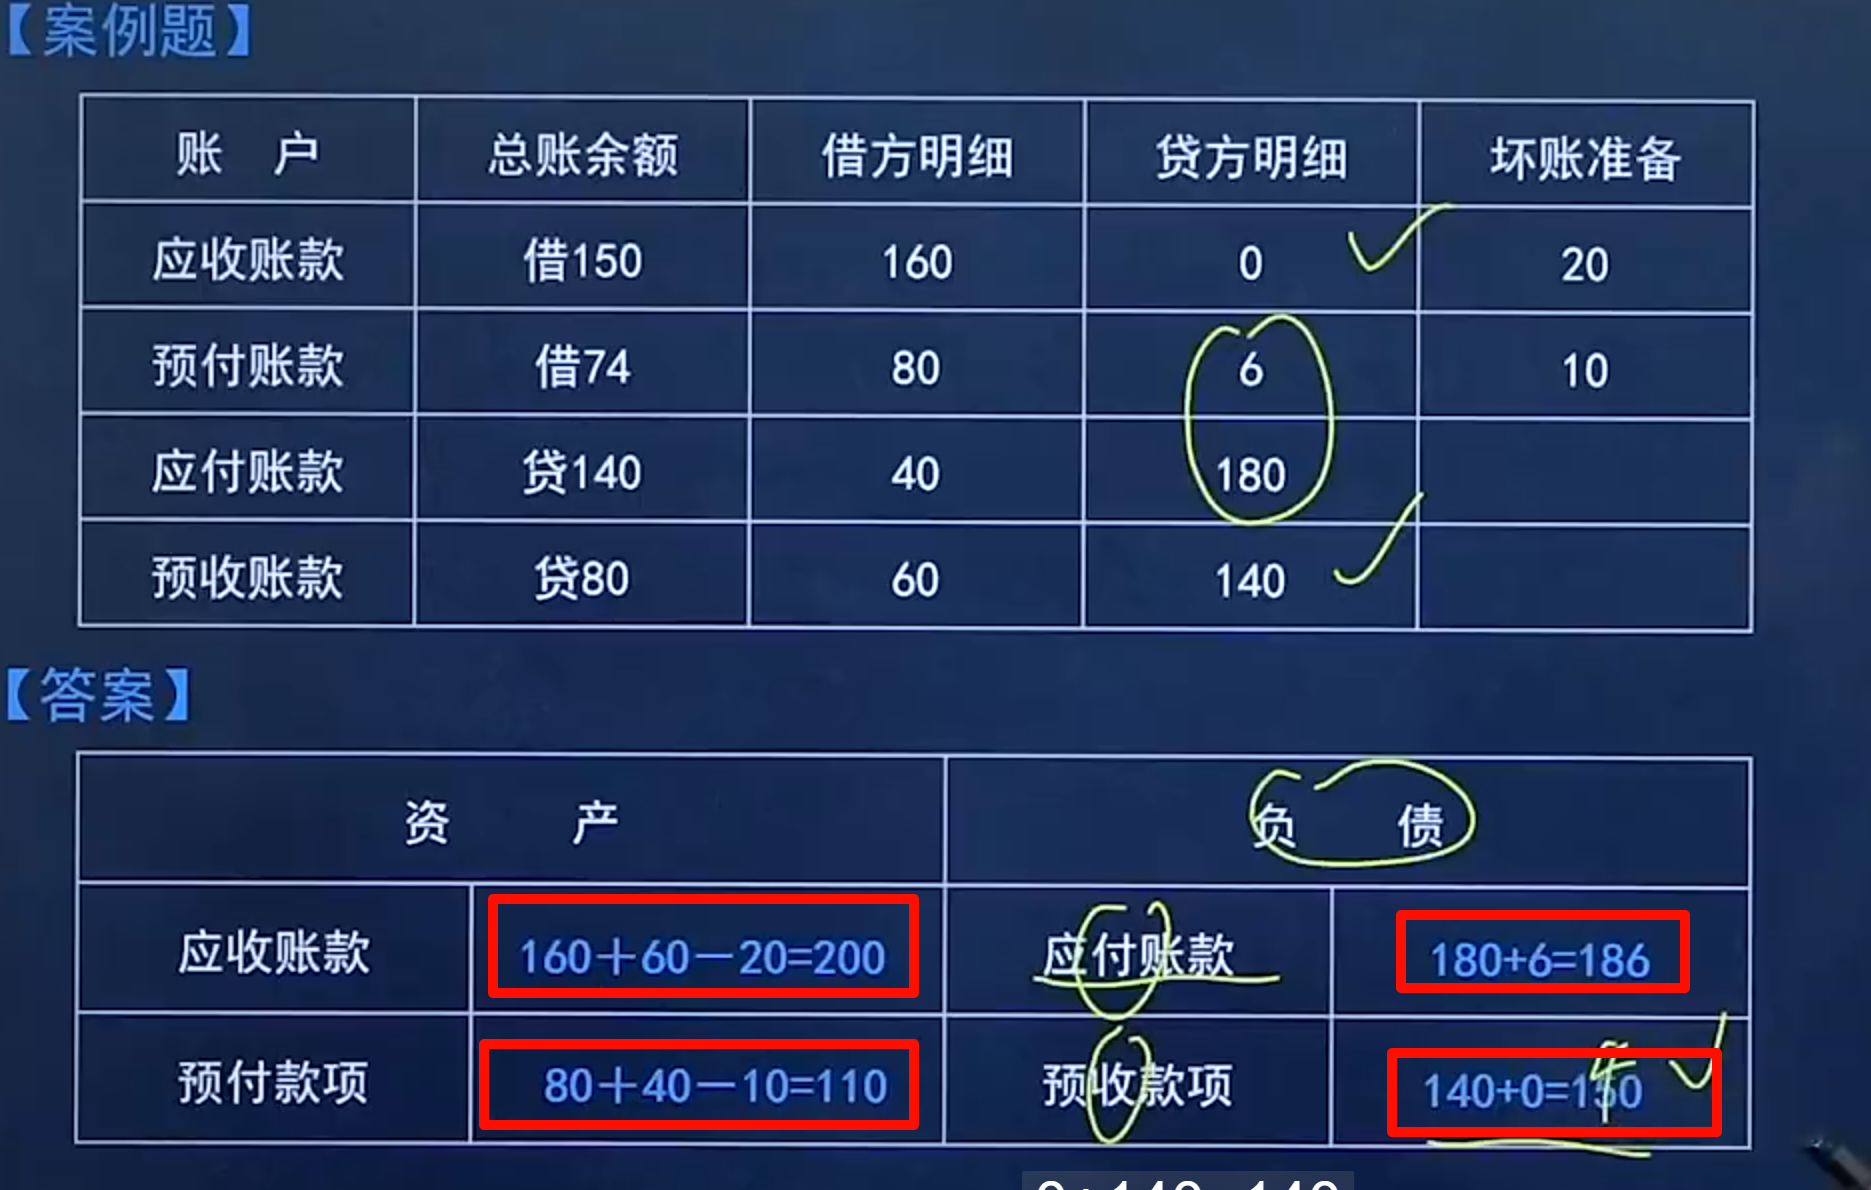 【案例题】
账 户 总账余额 借方明细 贷方明细 坏账准备
应收账款 借150 160 0 20
预付账款 借74 80 6 10
应付账款 贷140 40 180
预收账款 贷80 60 140
【答案】
资 产 负 债
应收账款 160+60-20=200 应付账款 180+6=186
预付款项 80+40-10=110 预收款项 140+0=150
4